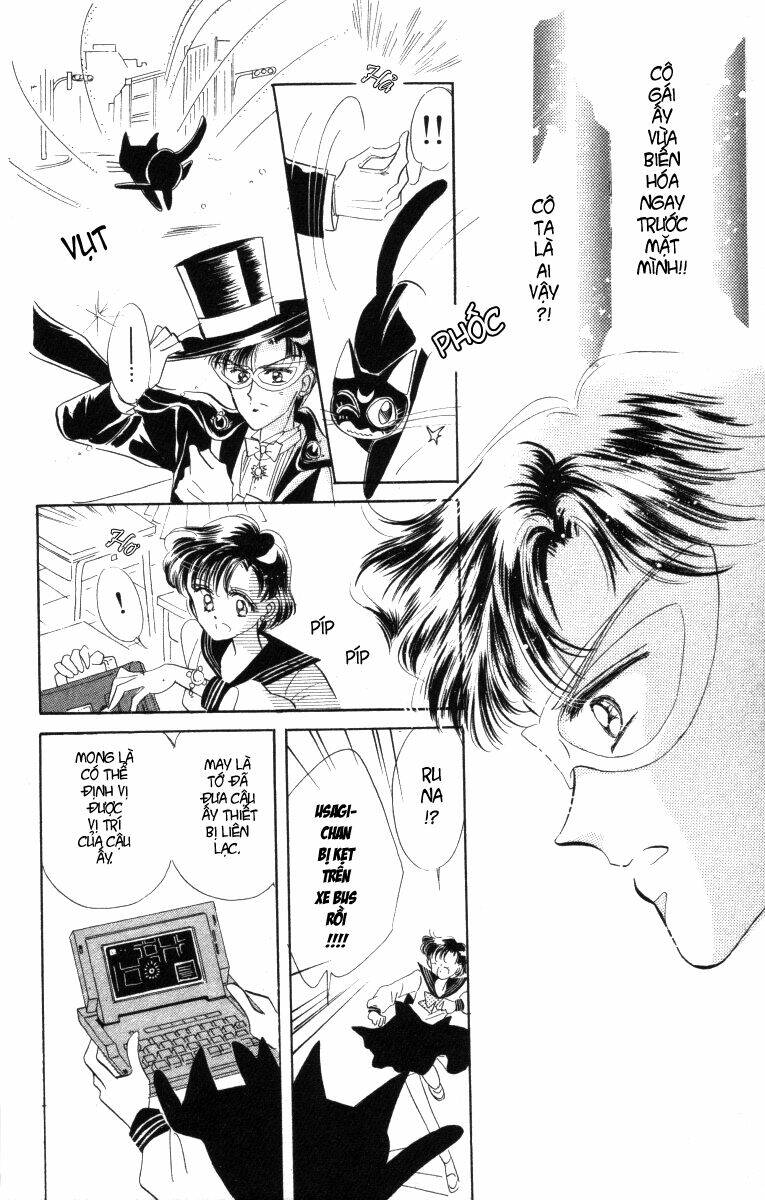 CÔ
GÁI
ẤY
VỪA
BIẾN
HÓA
NGAY
TRƯỚC
MẶT
MÌNH!!
CÔ
TA
LÀ
AI
VẬY
?!
Hả
!!
PHỐC
VỤT
...!
Hơ
!
PÍP
PÍP
RU
NA
!?
USAGI-
CHAN
BỊ KẸT
TRÊN
XE BUS
RỒI
!!!!
MAY LÀ
TỚ ĐÃ
ĐƯA CẬU
ẤY THIẾT
BỊ LIÊN
LẠC.
MONG LÀ
CÓ THỂ
ĐỊNH VỊ
ĐƯỢC
VỊ TRÍ
CỦA CẬU
ẤY.